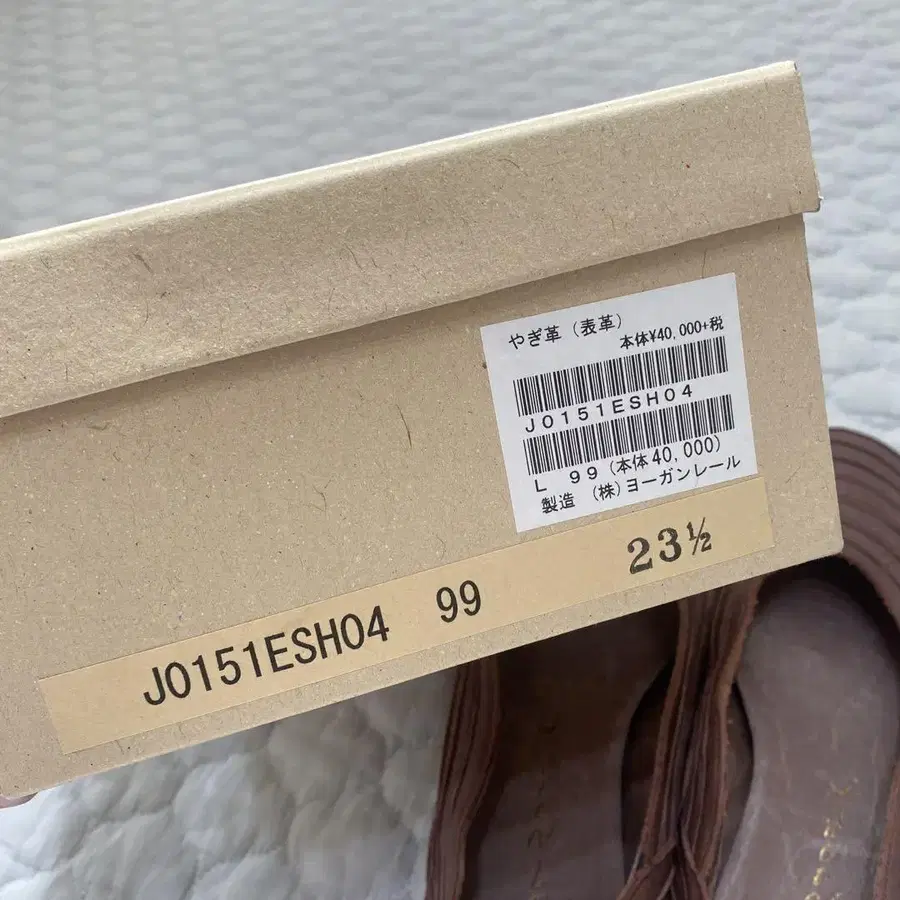 やぎ革（表革）
本体¥40,000+税
J0151ESH04
L 99(本体40,000)
製造 (株)ヨーガンレール
J0151ESH04 99 23½